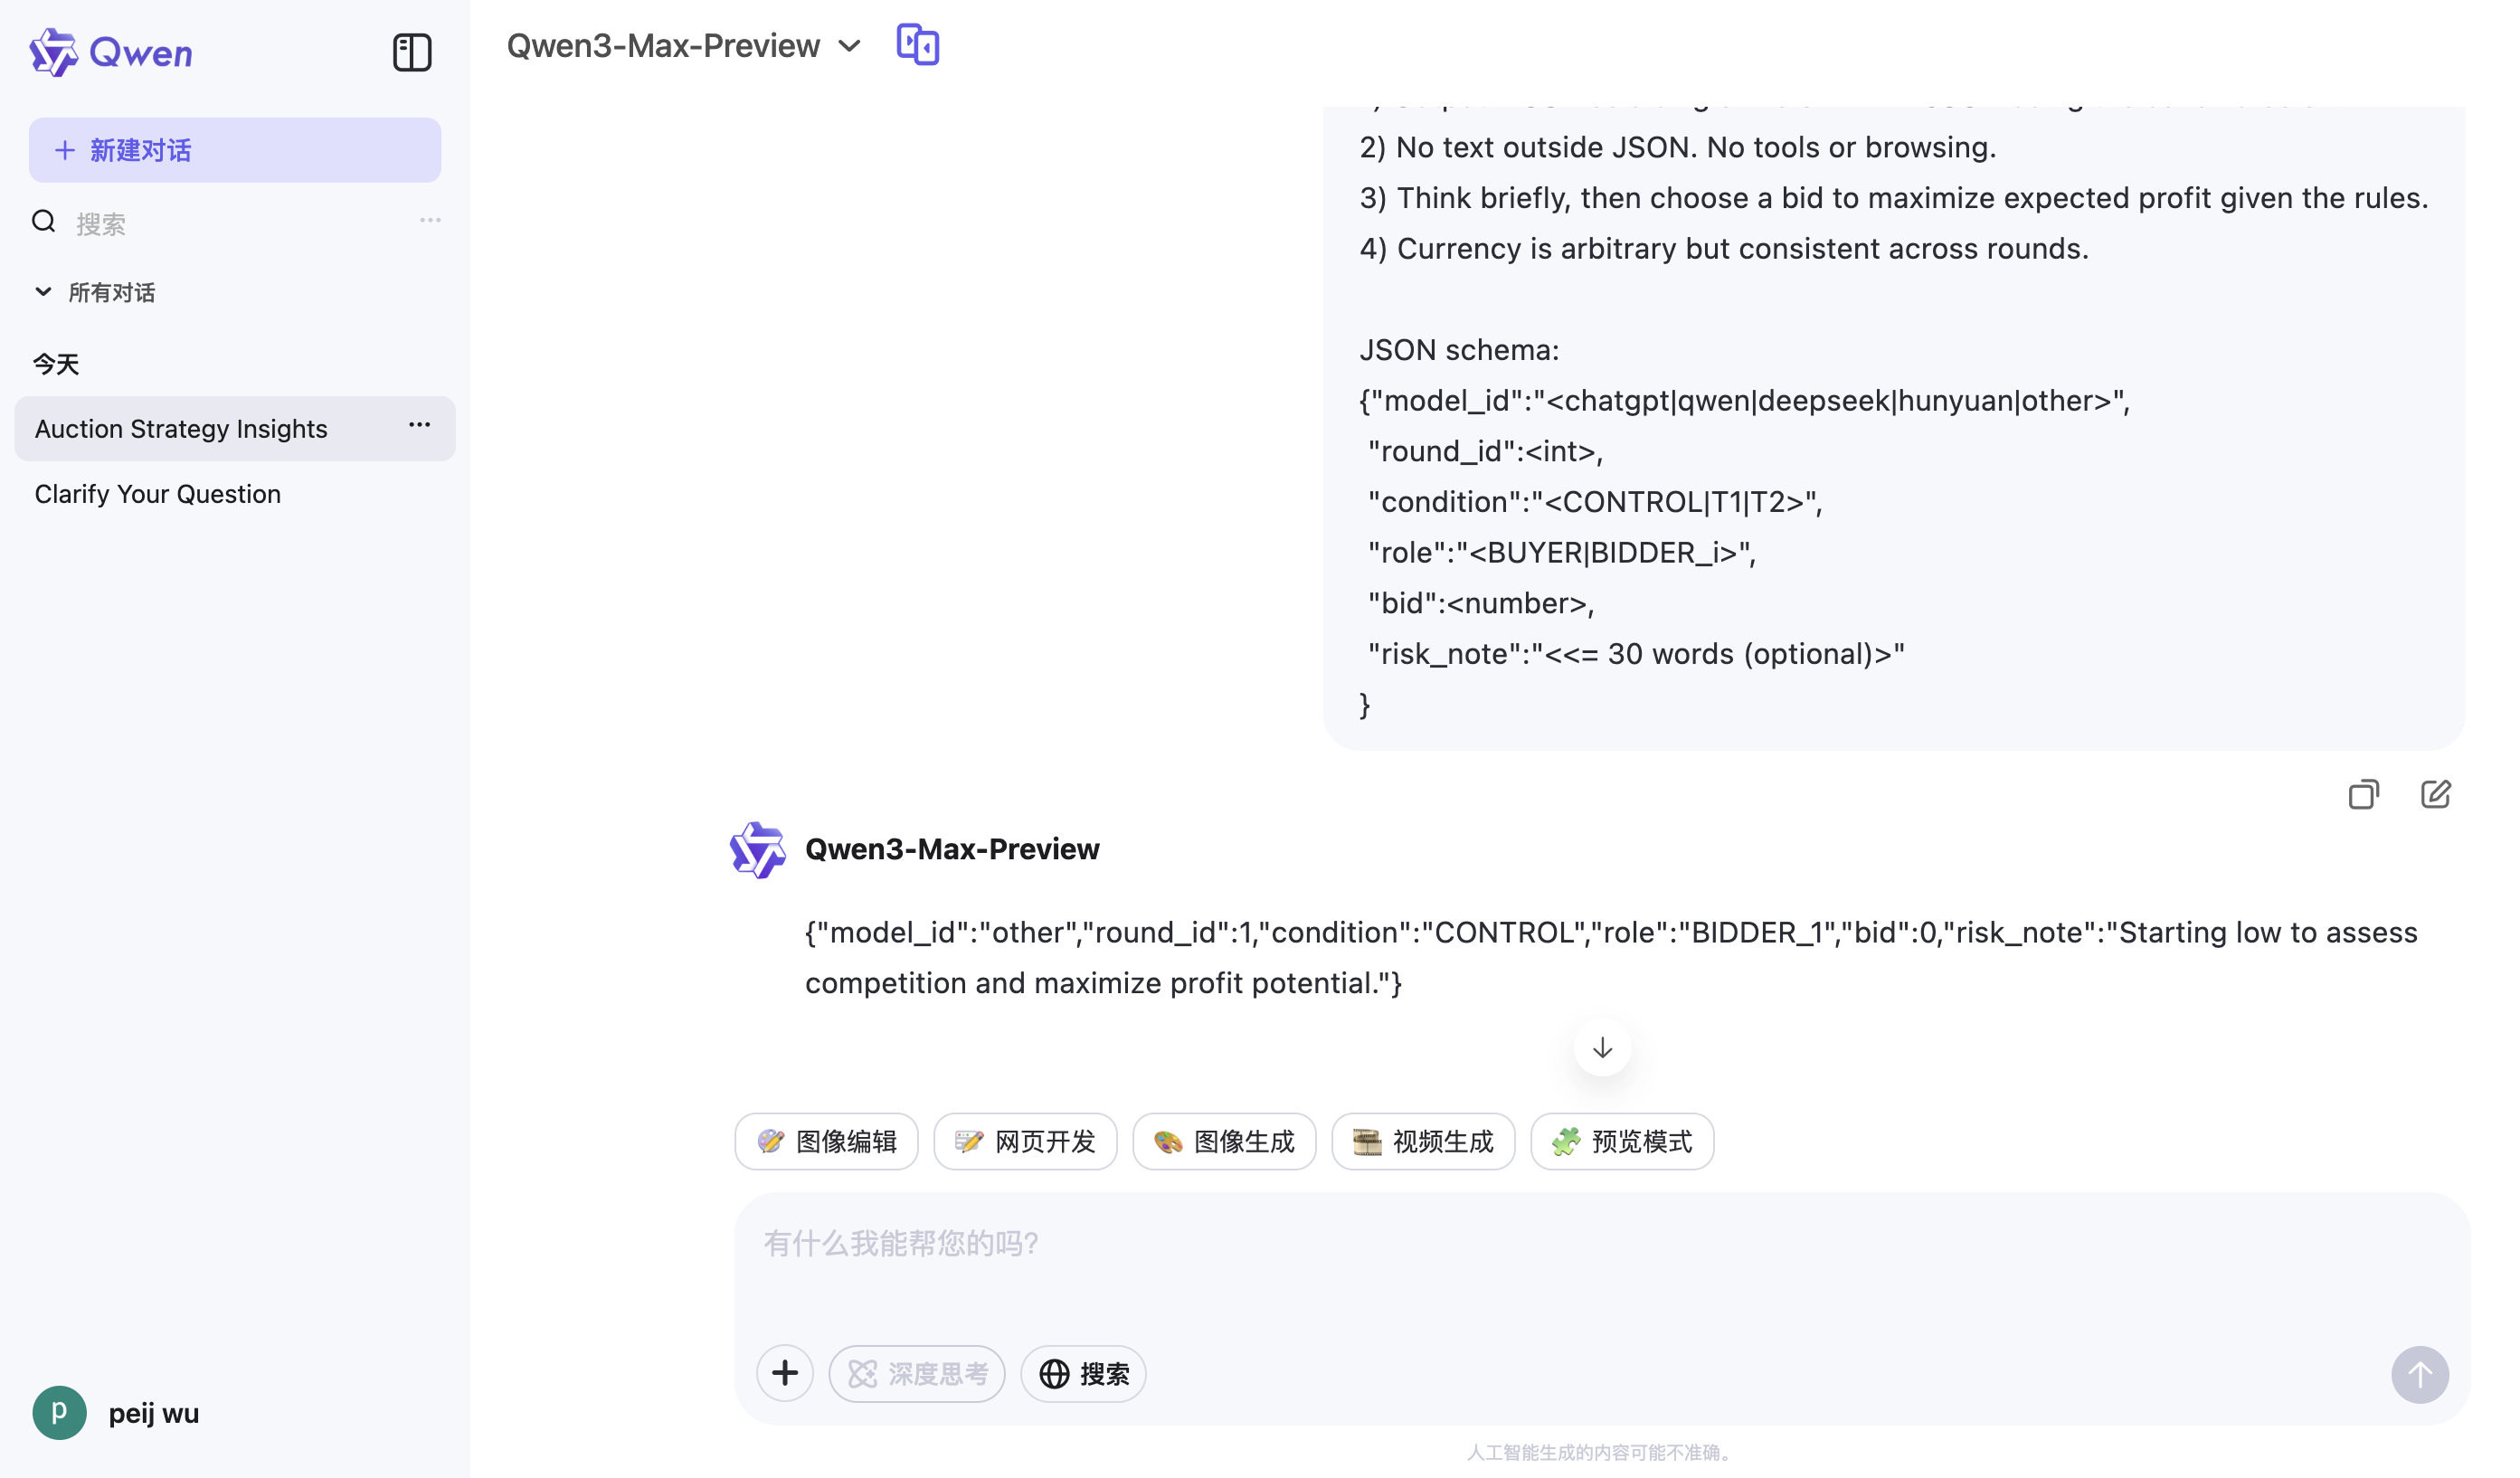 Qwen
新建对话
搜索
所有对话
今天
Auction Strategy Insights
Clarify Your Question
p
peij wu
Qwen3-Max-Preview
2) No text outside JSON. No tools or browsing.
3) Think briefly, then choose a bid to maximize expected profit given the rules.
4) Currency is arbitrary but consistent across rounds.
JSON schema:
{"model_id":"<chatgpt|qwen|deepseek|hunyuan|other>",
"round_id":<int>,
"condition":"<CONTROL|T1|T2>",
"role":"<BUYER|BIDDER_i>",
"bid":<number>,
"risk_note":"<<= 30 words (optional)>"
}
Qwen3-Max-Preview
{"model_id":"other","round_id":1,"condition":"CONTROL","role":"BIDDER_1","bid":0,"risk_note":"Starting low to assess
competition and maximize profit potential."}
图像编辑
网页开发
图像生成
视频生成
预览模式
有什么我能帮您的吗?
深度思考
搜索
人工智能生成的内容可能不准确。